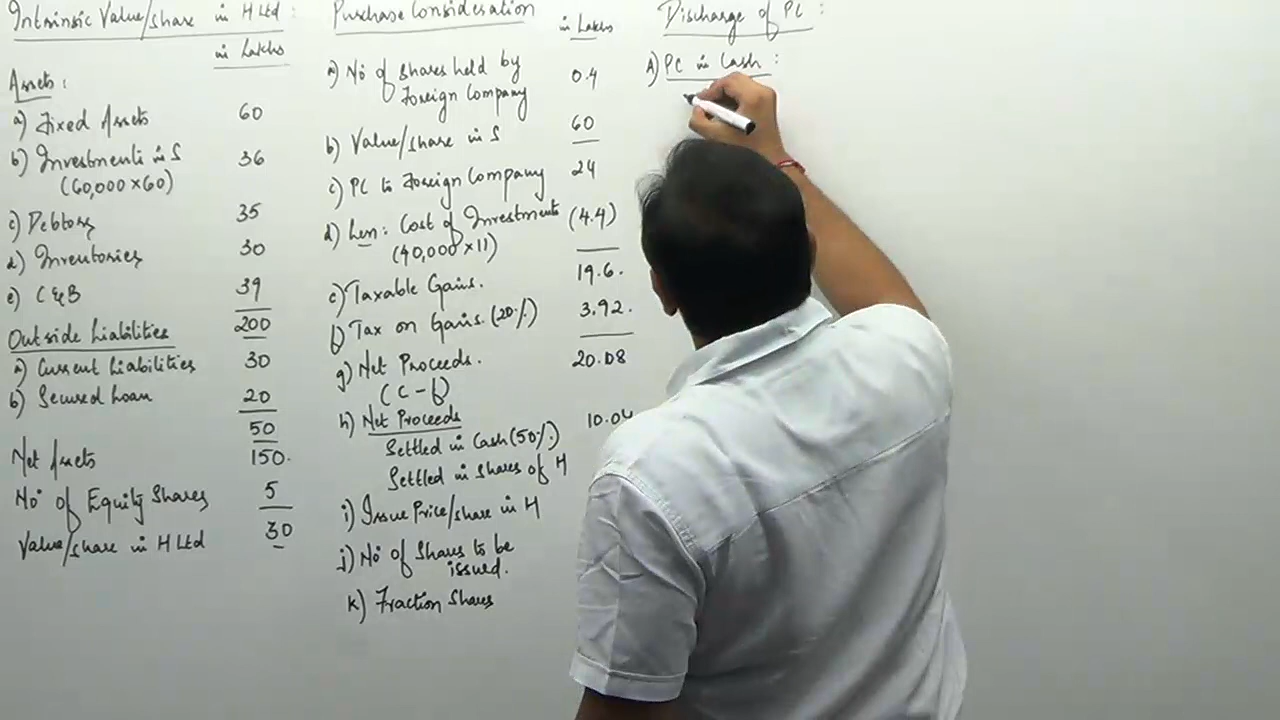 Intrinsic Value/share in H Ltd :
in Lakhs
Assets :
a) Fixed Assets 60
b) Investments in S 36
(60,000 x 60)
c) Debtors 35
d) Inventories 30
e) C & B 39
200
Outside Liabilities
a) Current Liabilities 30
b) Secured Loan 20
50
Net Assets 150.
No of Equity Shares 5
Value/share in H Ltd 30
Purchase Consideration
in Lakhs
a) No of shares held by 0.4
Foreign Company
b) Value/share in S 60
c) PC to Foreign Company 24
d) Less : Cost of Investments (4.4)
(40,000 x 11)
e) Taxable Gains. 19.6.
f) Tax on Gains. (20%) 3.92.
g) Net Proceeds. 20.08
(C - f)
h) Net Proceeds
Settled in Cash (50%) 10.04
Settled in shares of H
i) Issue Price/share in H
j) No of Shares to be
issued.
k) Fraction Shares
Discharge of PC :
A) PC in Cash :